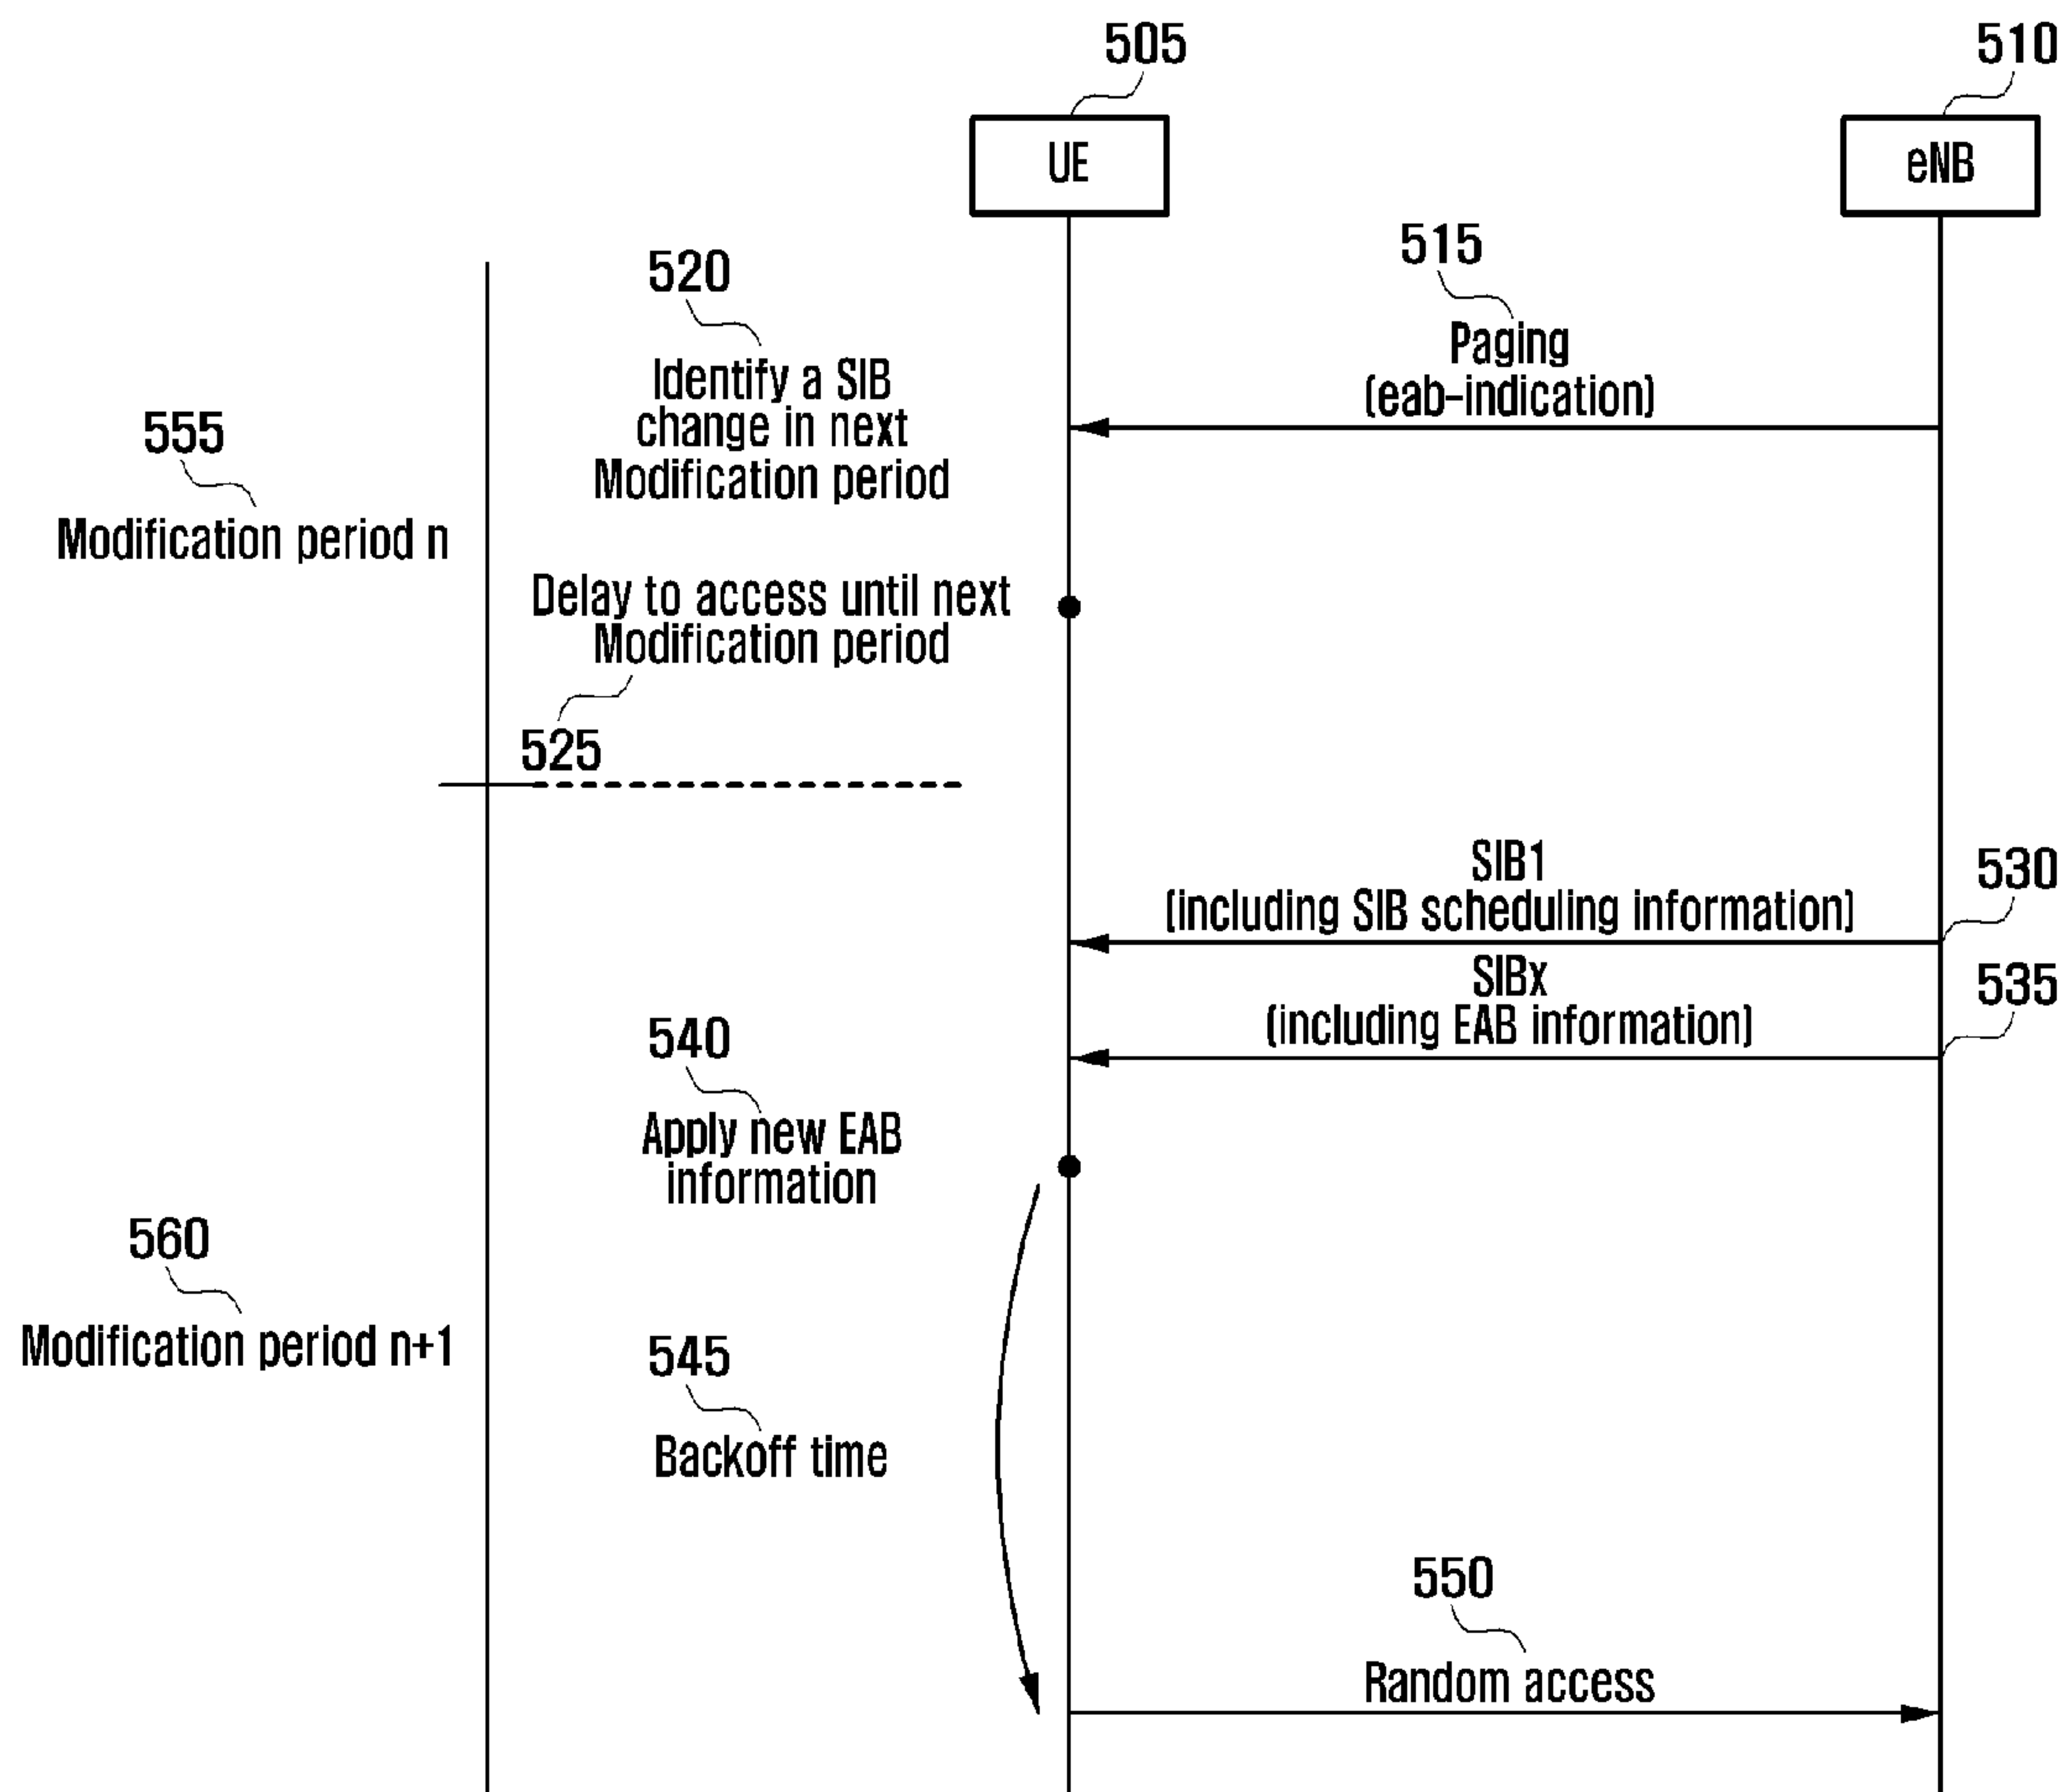 505
510
UE
eNB
515
Paging
(eab-indication)
520
Identify a SIB
change in next
Modification period
555
Modification period n
Delay to access until next
Modification period
525
SIB1
(including SIB scheduling information)
530
SIBx
(including EAB information)
535
540
Apply new EAB
information
560
Modification period n+1
545
Backoff time
550
Random access